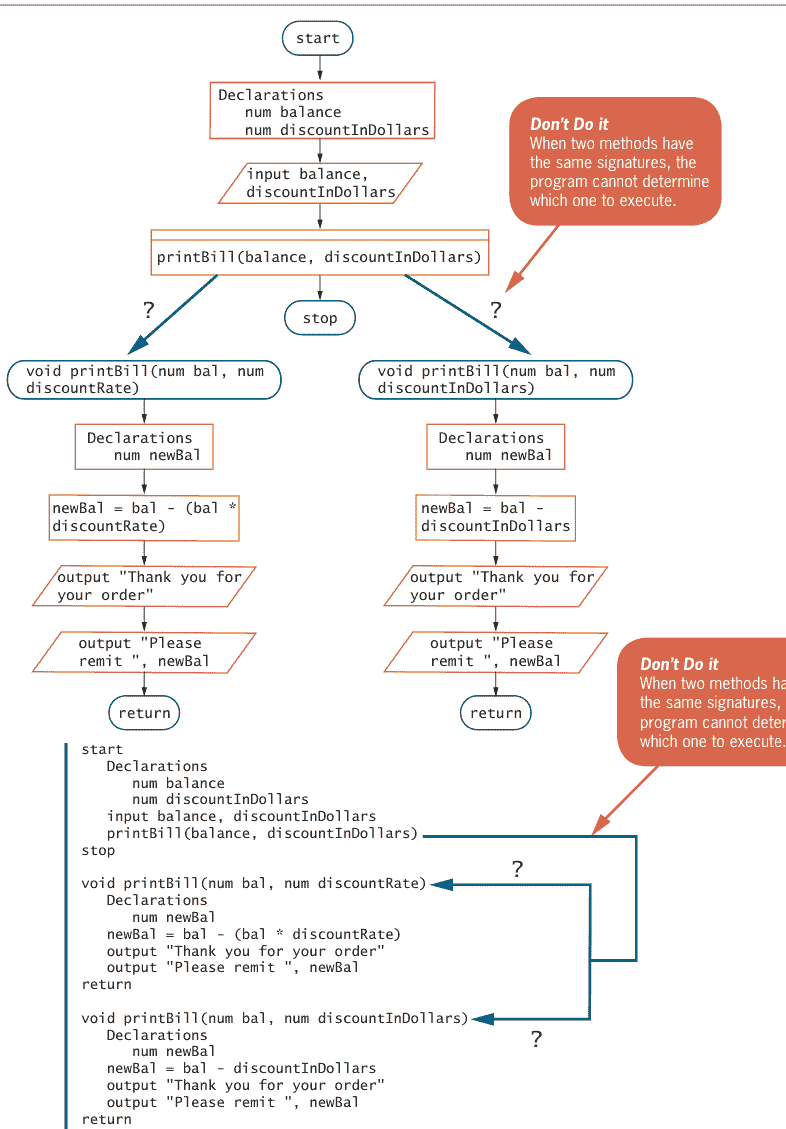 start
Declarations
num balance
num discountInDollars
input balance,
discountInDollars
printBill(balance, discountInDollars)
Don't Do it
When two methods have
the same signatures, the
program cannot determine
which one to execute.
?
stop
?
void printBill(num bal, num
discountRate)
Declarations
num newBal
newBal = bal - (bal *
discountRate)
output "Thank you for
your order"
output "Please
remit ", newBal
return
void printBill(num bal, num
discountInDollars)
Declarations
num newBal
newBal = bal -
discountInDollars
output "Thank you for
your order"
output "Please
remit ", newBal
return
Don't Do it
When two methods ha
the same signatures,
program cannot deter
which one to execute.
start
Declarations
num balance
num discountInDollars
input balance, discountInDollars
printBill(balance, discountInDollars)
stop
?
void printBill(num bal, num discountRate)
Declarations
num newBal
newBal = bal - (bal * discountRate)
output "Thank you for your order"
output "Please remit ", newBal
return
void printBill(num bal, num discountInDollars)
?
Declarations
num newBal
newBal = bal - discountInDollars
output "Thank you for your order"
output "Please remit ", newBal
return